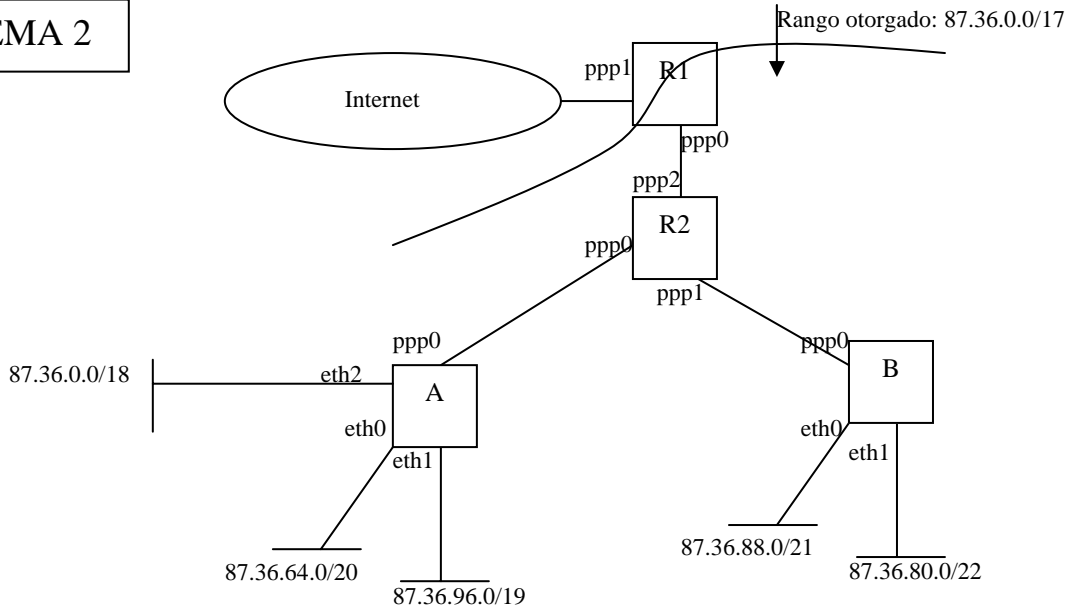 EMA 2
Rango otorgado: 87.36.0.0/17
ppp1
R1
Internet
ppp0
ppp2
R2
ppp0
ppp1
ppp0
ppp0
87.36.0.0/18
eth2
A
B
eth0
eth1
eth0
eth1
87.36.88.0/21
87.36.64.0/20
87.36.80.0/22
87.36.96.0/19